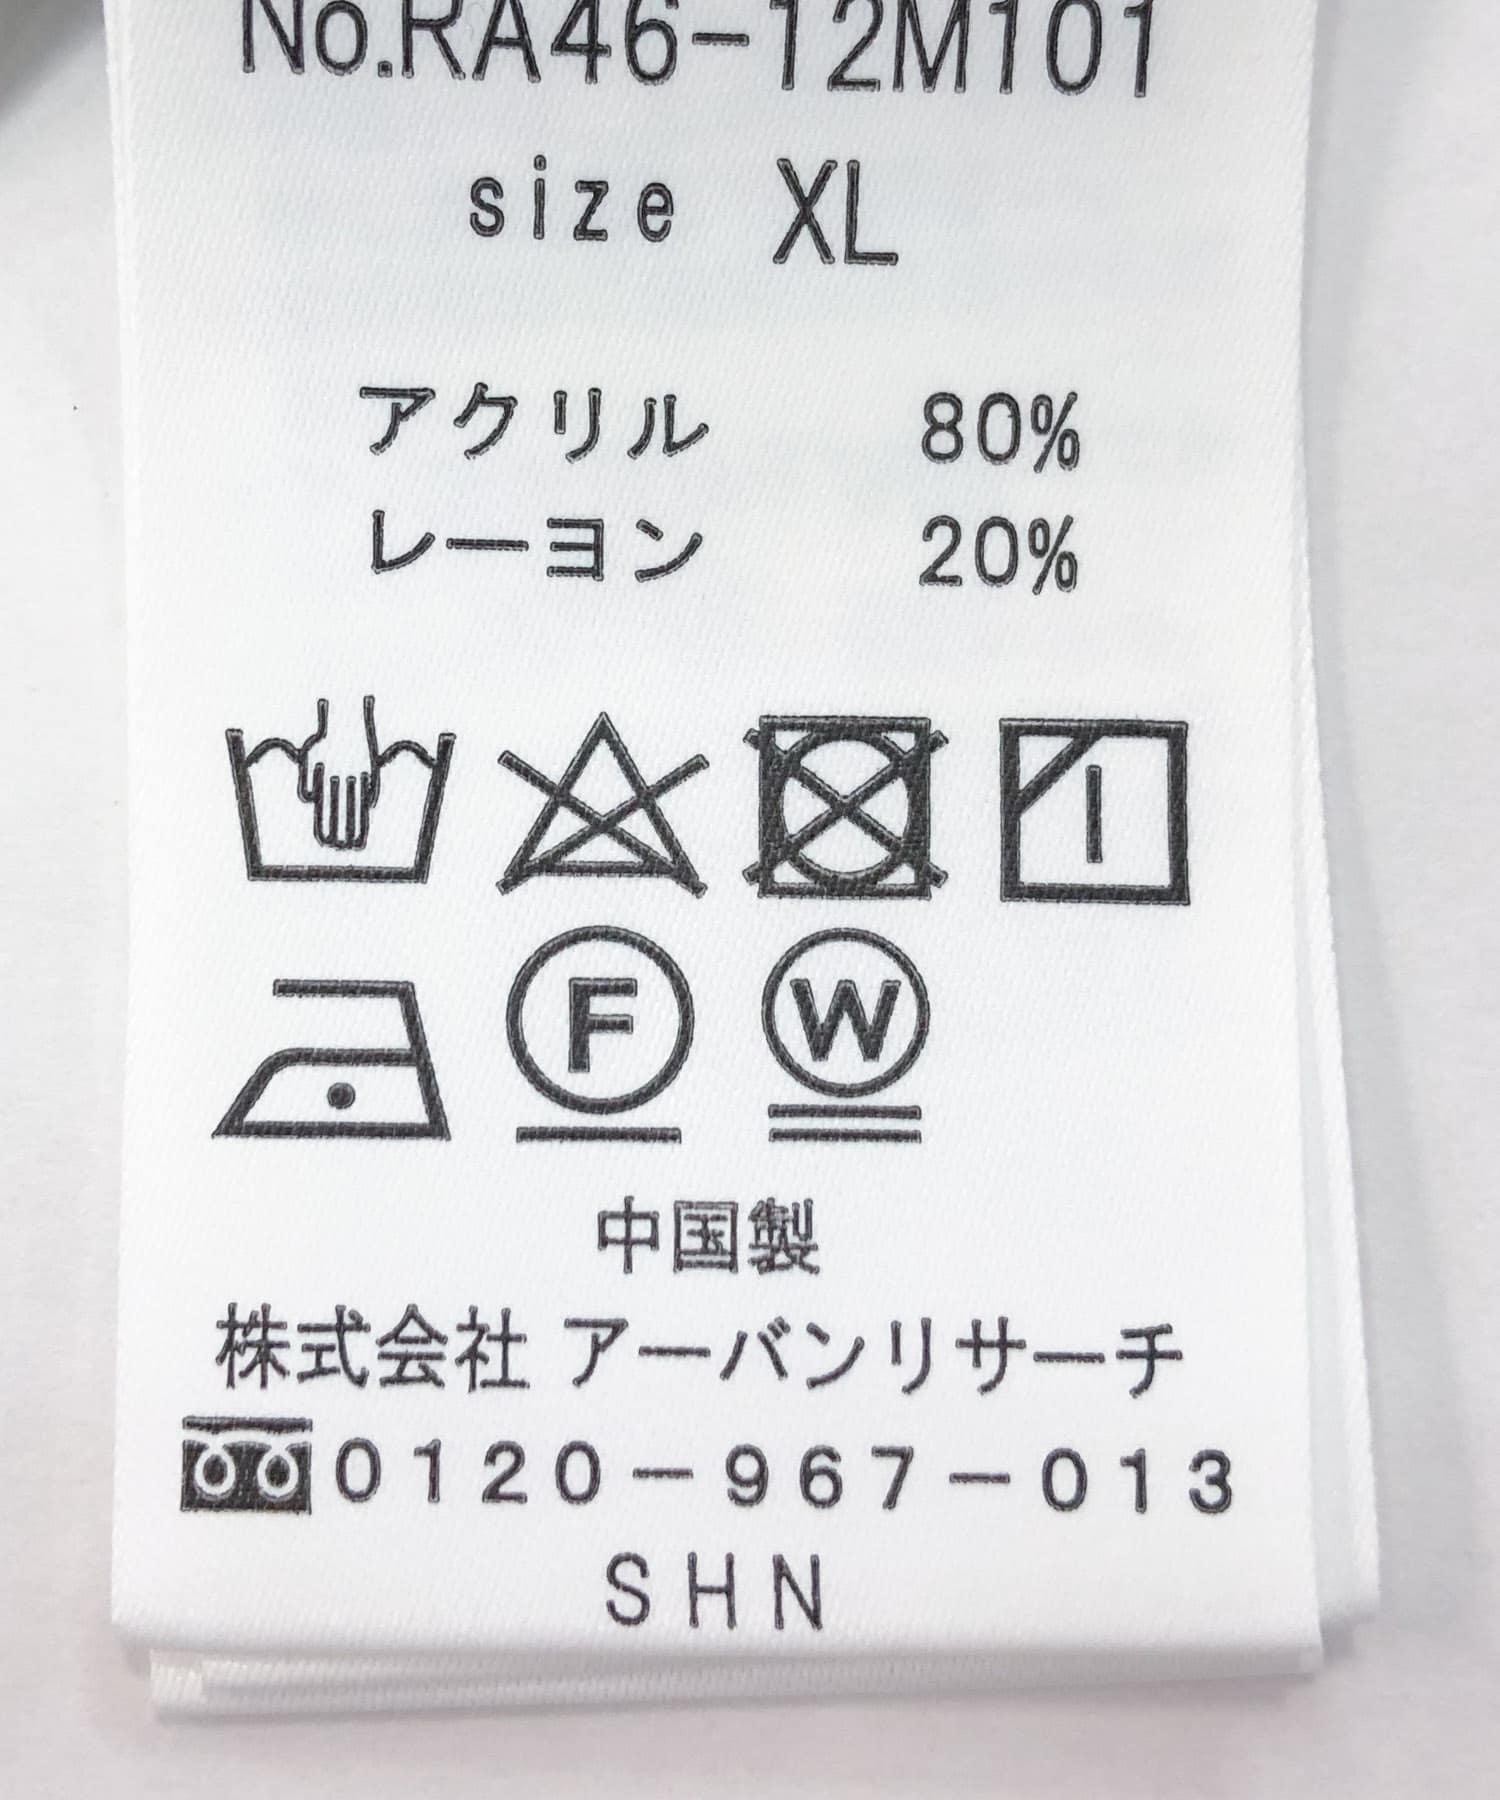 No.RA46-12M101
size XL
アクリル 80%
レーヨン 20%
F W
中国製
株式会社 アーバンリサーチ
0120-967-013
SHN